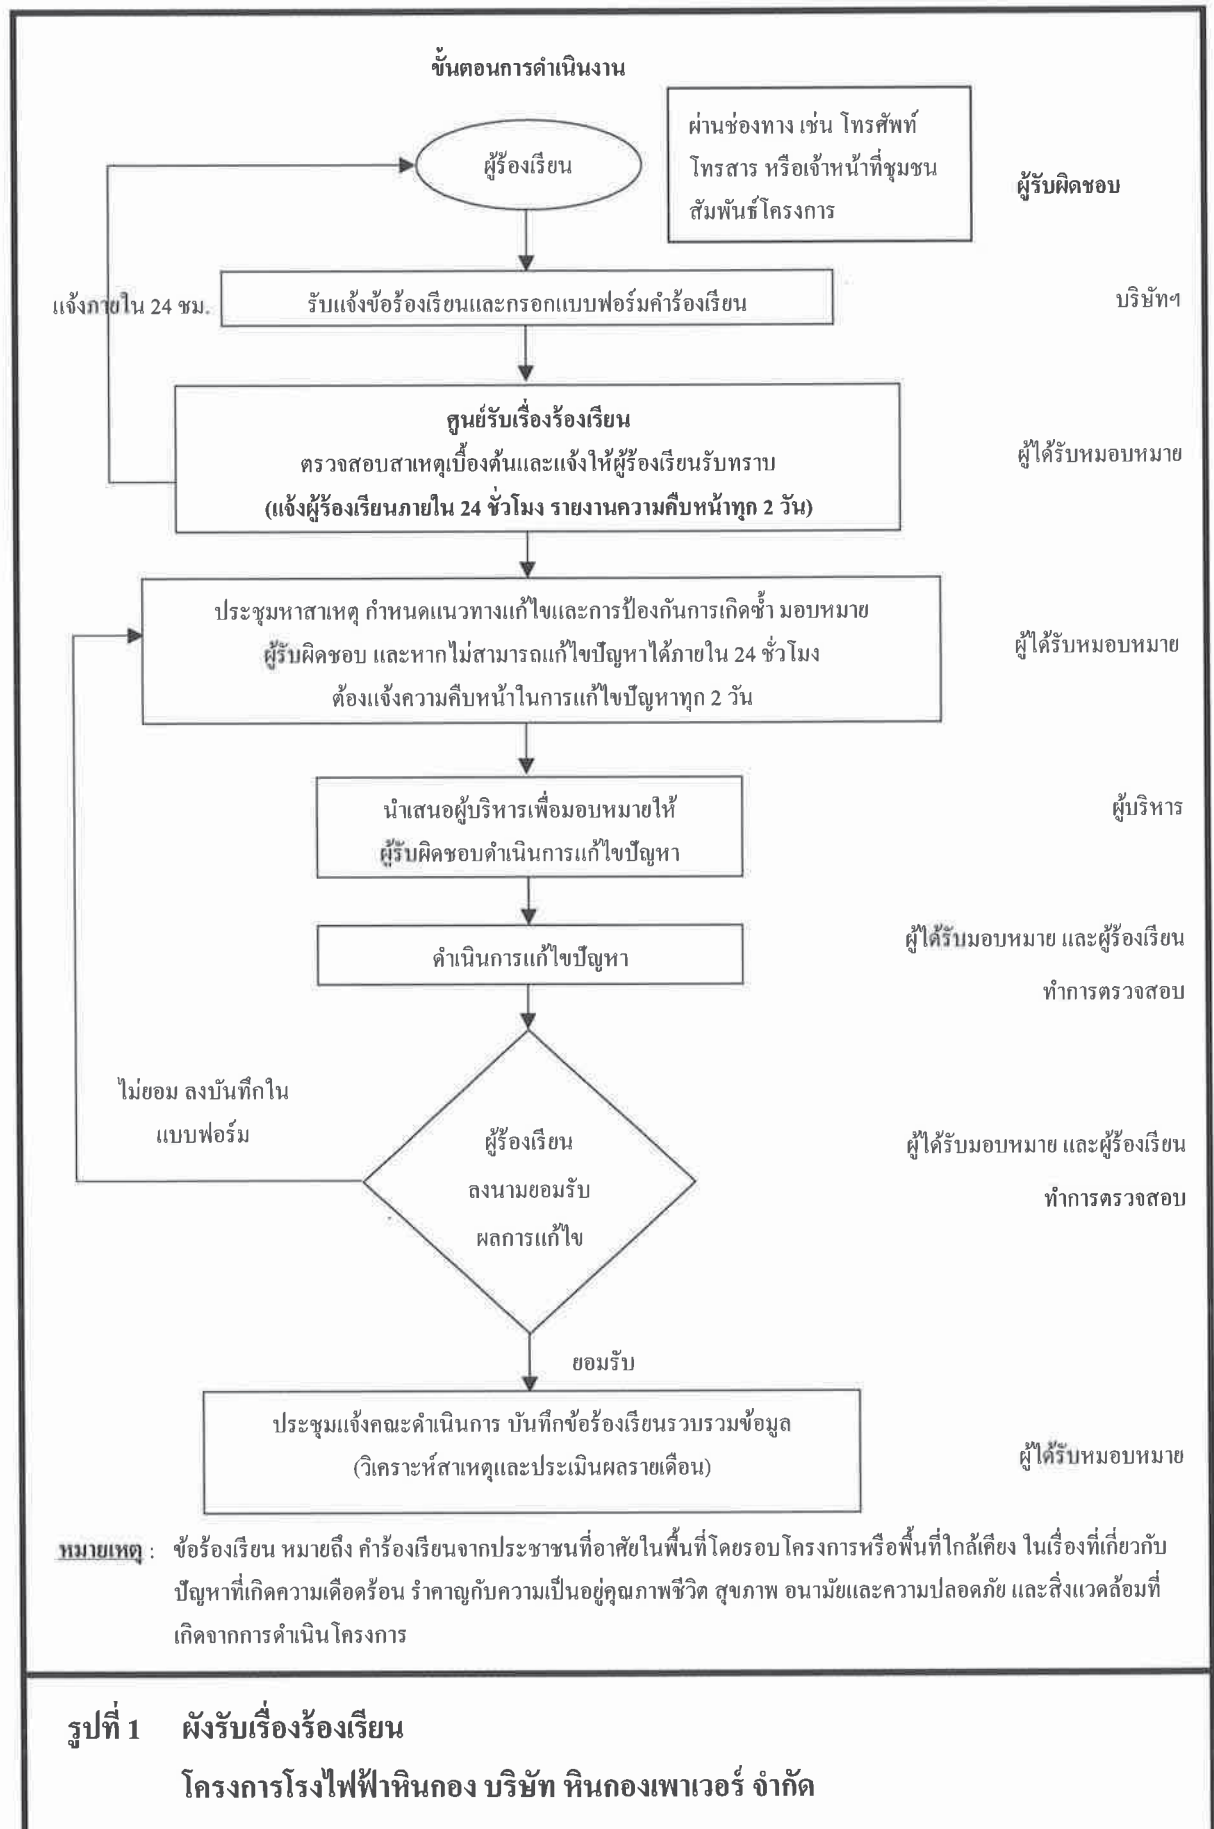 ขั้นตอนการดำเนินงาน
ผ่านช่องทาง เช่น โทรศัพท์
โทรสาร หรือเจ้าหน้าที่ชุมชน
สัมพันธ์โครงการ
ผู้ร้องเรียน
ผู้รับผิดชอบ
แจ้งภายใน 24 ชม.
รับแจ้งข้อร้องเรียนและกรอกแบบฟอร์มคำร้องเรียน
บริษัทฯ
ศูนย์รับเรื่องร้องเรียน
ตรวจสอบสาเหตุเบื้องต้นและแจ้งให้ผู้ร้องเรียนรับทราบ
(แจ้งผู้ร้องเรียนภายใน 24 ชั่วโมง รายงานความคืบหน้าทุก 2 วัน)
ผู้ได้รับหมอบหมาย
ประชุมหาสาเหตุ กำหนดแนวทางแก้ไขและการป้องกันการเกิดซ้ำ มอบหมาย
ผู้รับผิดชอบ และหากไม่สามารถแก้ไขปัญหาได้ภายใน 24 ชั่วโมง
ต้องแจ้งความคืบหน้าในการแก้ไขปัญหาทุก 2 วัน
ผู้ได้รับหมอบหมาย
นำเสนอผู้บริหารเพื่อมอบหมายให้
ผู้รับผิดชอบดำเนินการแก้ไขปัญหา
ผู้บริหาร
ดำเนินการแก้ไขปัญหา
ผู้ได้รับมอบหมาย และผู้ร้องเรียน
ทำการตรวจสอบ
ไม่ยอม ลงบันทึกใน
แบบฟอร์ม
ผู้ร้องเรียน
ลงนามยอมรับ
ผลการแก้ไข
ผู้ได้รับมอบหมาย และผู้ร้องเรียน
ทำการตรวจสอบ
ยอมรับ
ประชุมแจ้งคณะดำเนินการ บันทึกข้อร้องเรียนรวบรวมข้อมูล
(วิเคราะห์สาเหตุและประเมินผลรายเดือน)
ผู้ได้รับหมอบหมาย
หมายเหตุ : ข้อร้องเรียน หมายถึง คำร้องเรียนจากประชาชนที่อาศัยในพื้นที่โดยรอบโครงการหรือพื้นที่ใกล้เคียง ในเรื่องที่เกี่ยวกับ
ปัญหาที่เกิดความเดือดร้อน รำคาญกับความเป็นอยู่คุณภาพชีวิต สุขภาพ อนามัยและความปลอดภัย และสิ่งแวดล้อมที่
เกิดจากการดำเนินโครงการ
รูปที่ 1 ผังรับเรื่องร้องเรียน
โครงการโรงไฟฟ้าหินกอง บริษัท หินกองเพาเวอร์ จำกัด